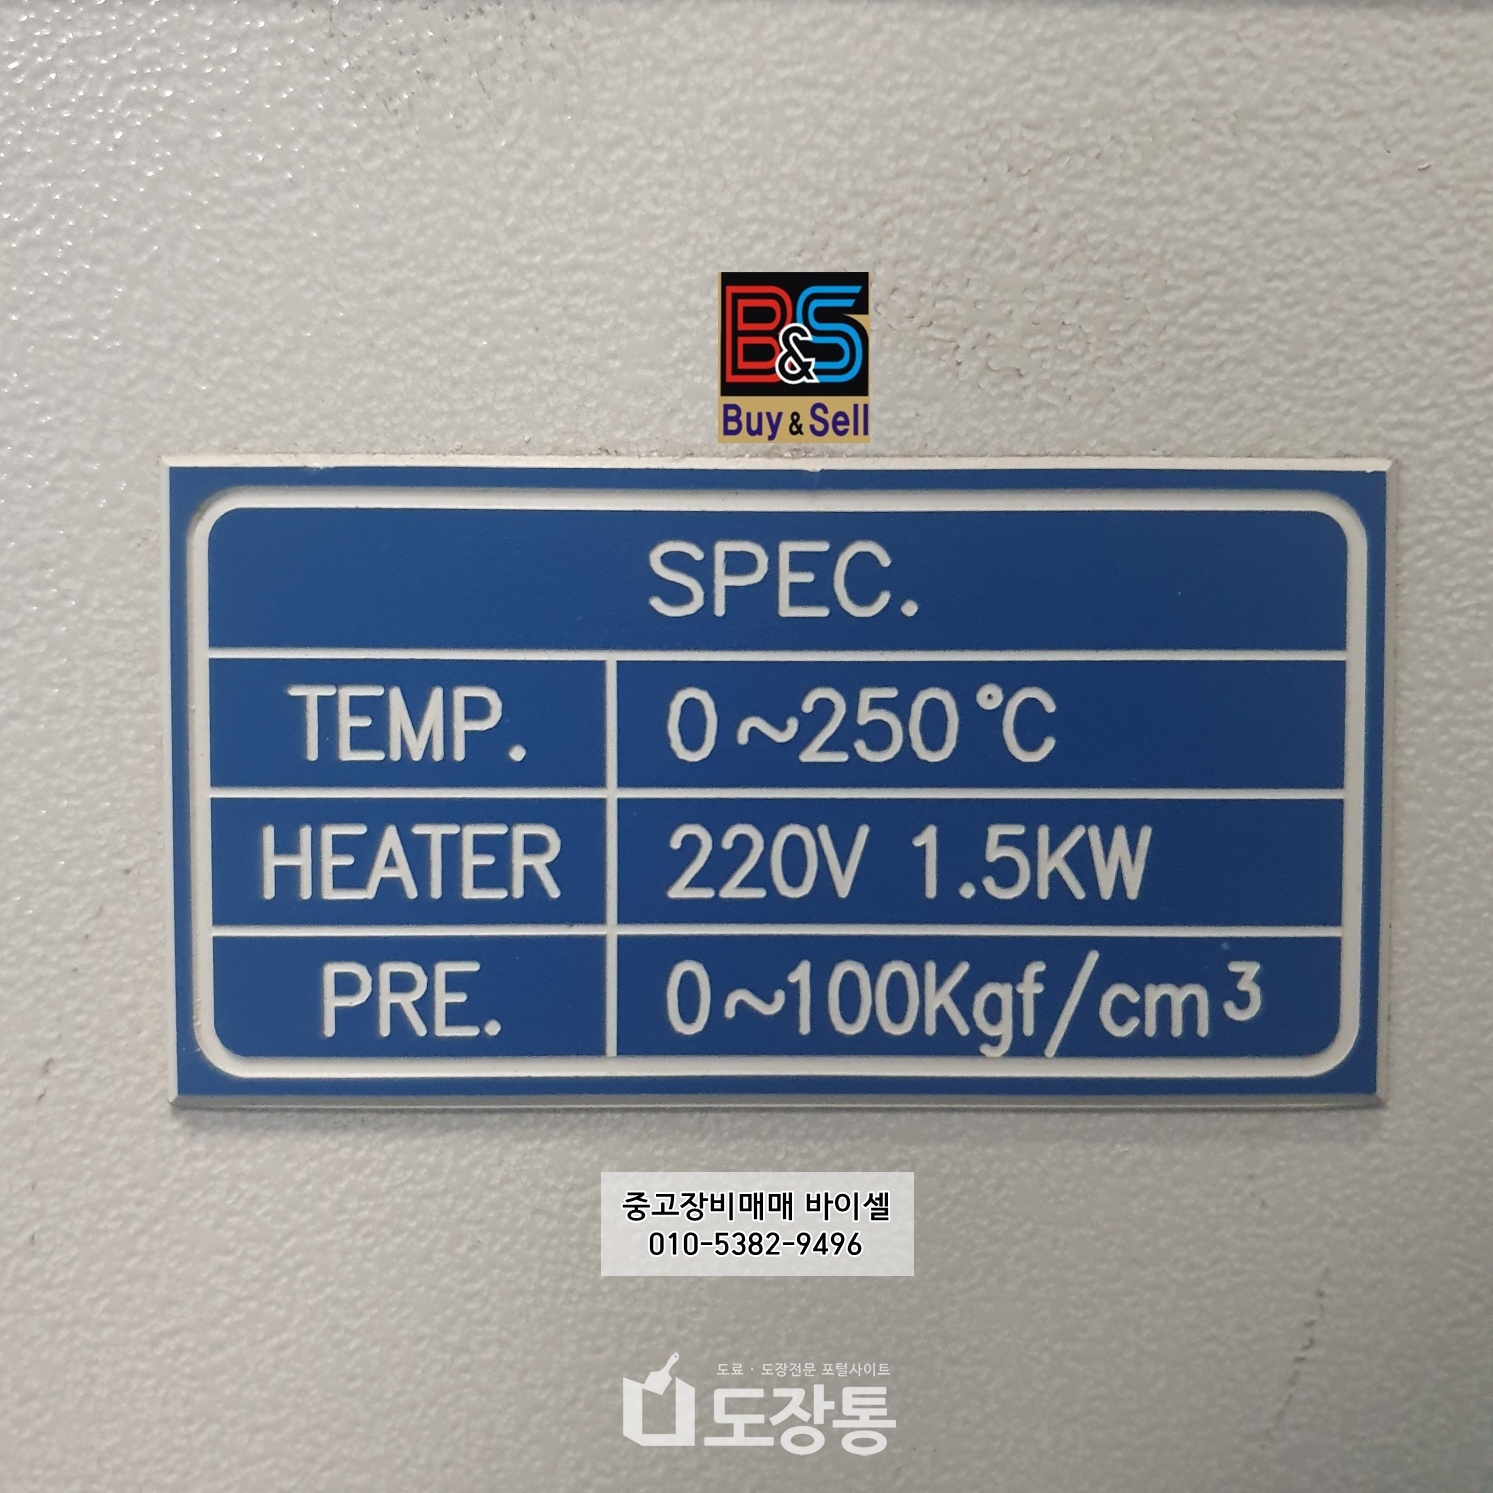 B&S
Buy & Sell
SPEC.
TEMP. 0~250℃
HEATER 220V 1.5KW
PRE. 0~100Kgf/cm³
중고장비매매 바이셀
010-5382-9496
도료 · 도장전문 포털사이트
도장통